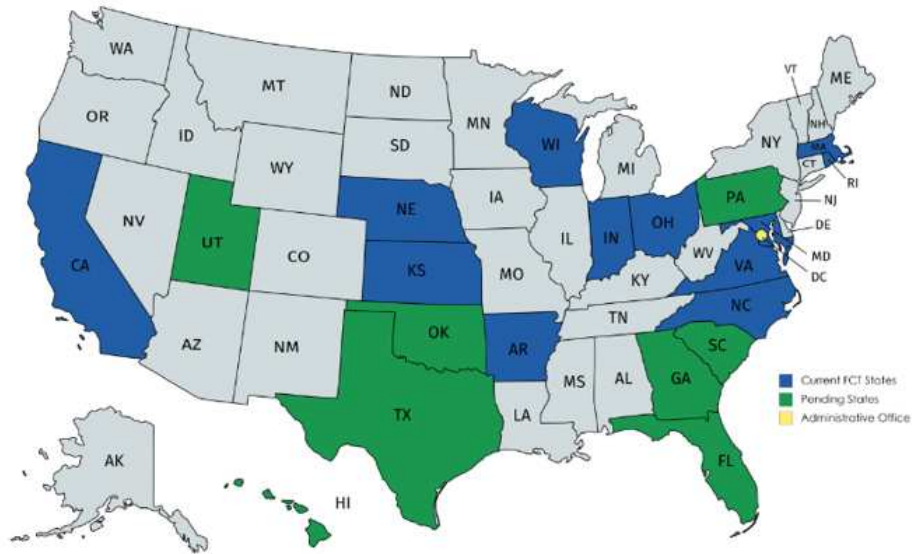 WA
MT
ND
MN
VT
ME
OR
ID
SD
WI
NY
NH
MA
WY
MI
CT
RI
NE
IA
PA
NJ
NV
UT
CO
IL
IN
OH
WV
DE
MD
DC
CA
KS
MO
KY
VA
TN
NC
AZ
NM
OK
AR
SC
MS
AL
GA
TX
LA
FL
AK
HI
Current FCT States
Pending States
Administrative Office